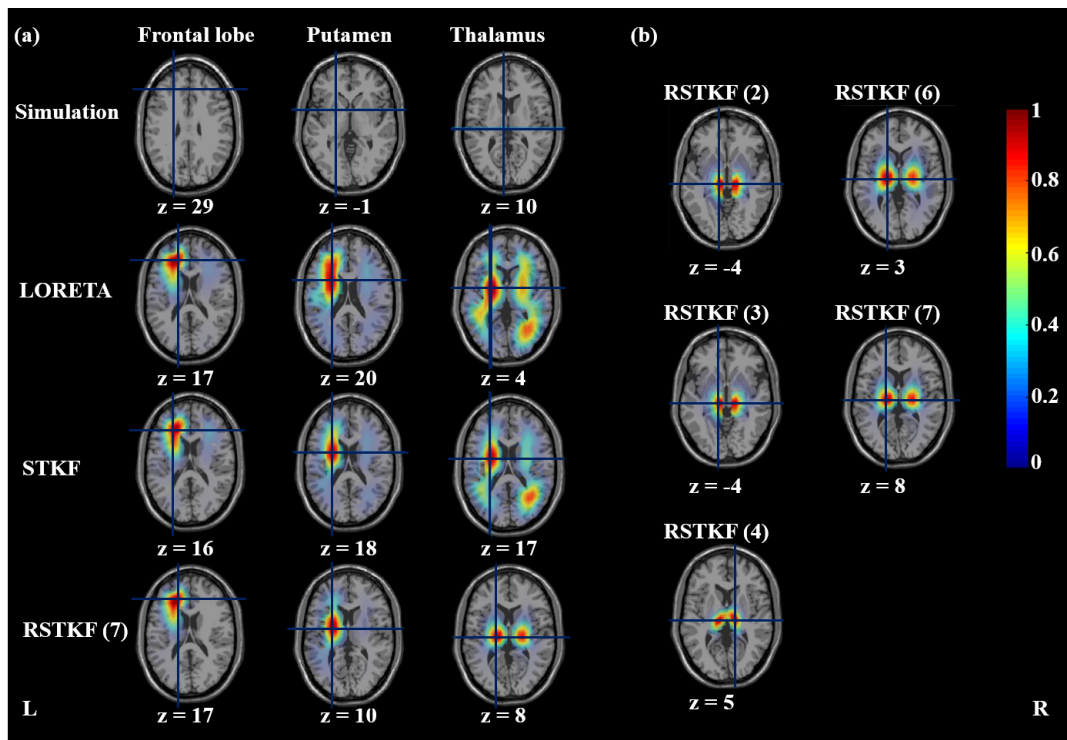 (a) Frontal lobe Putamen Thalamus (b)
Simulation
z = 29 z = -1 z = 10
LORETA
z = 17 z = 20 z = 4
STKF
z = 16 z = 18 z = 17
RSTKF (7)
z = 17 z = 10 z = 8
L
RSTKF (2) RSTKF (6)
z = -4 z = 3
RSTKF (3) RSTKF (7)
z = -4 z = 8
RSTKF (4)
z = 5
1
0.8
0.6
0.4
0.2
0
R